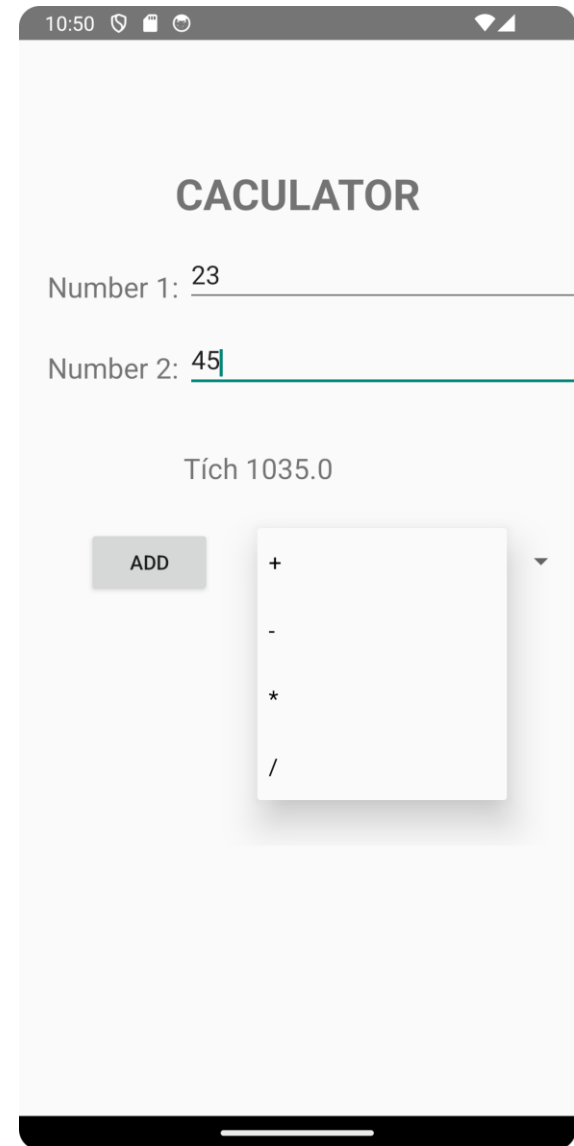 10:50
CACULATOR
Number 1: 23
Number 2: 45
Tích 1035.0
ADD
+
-
*
/